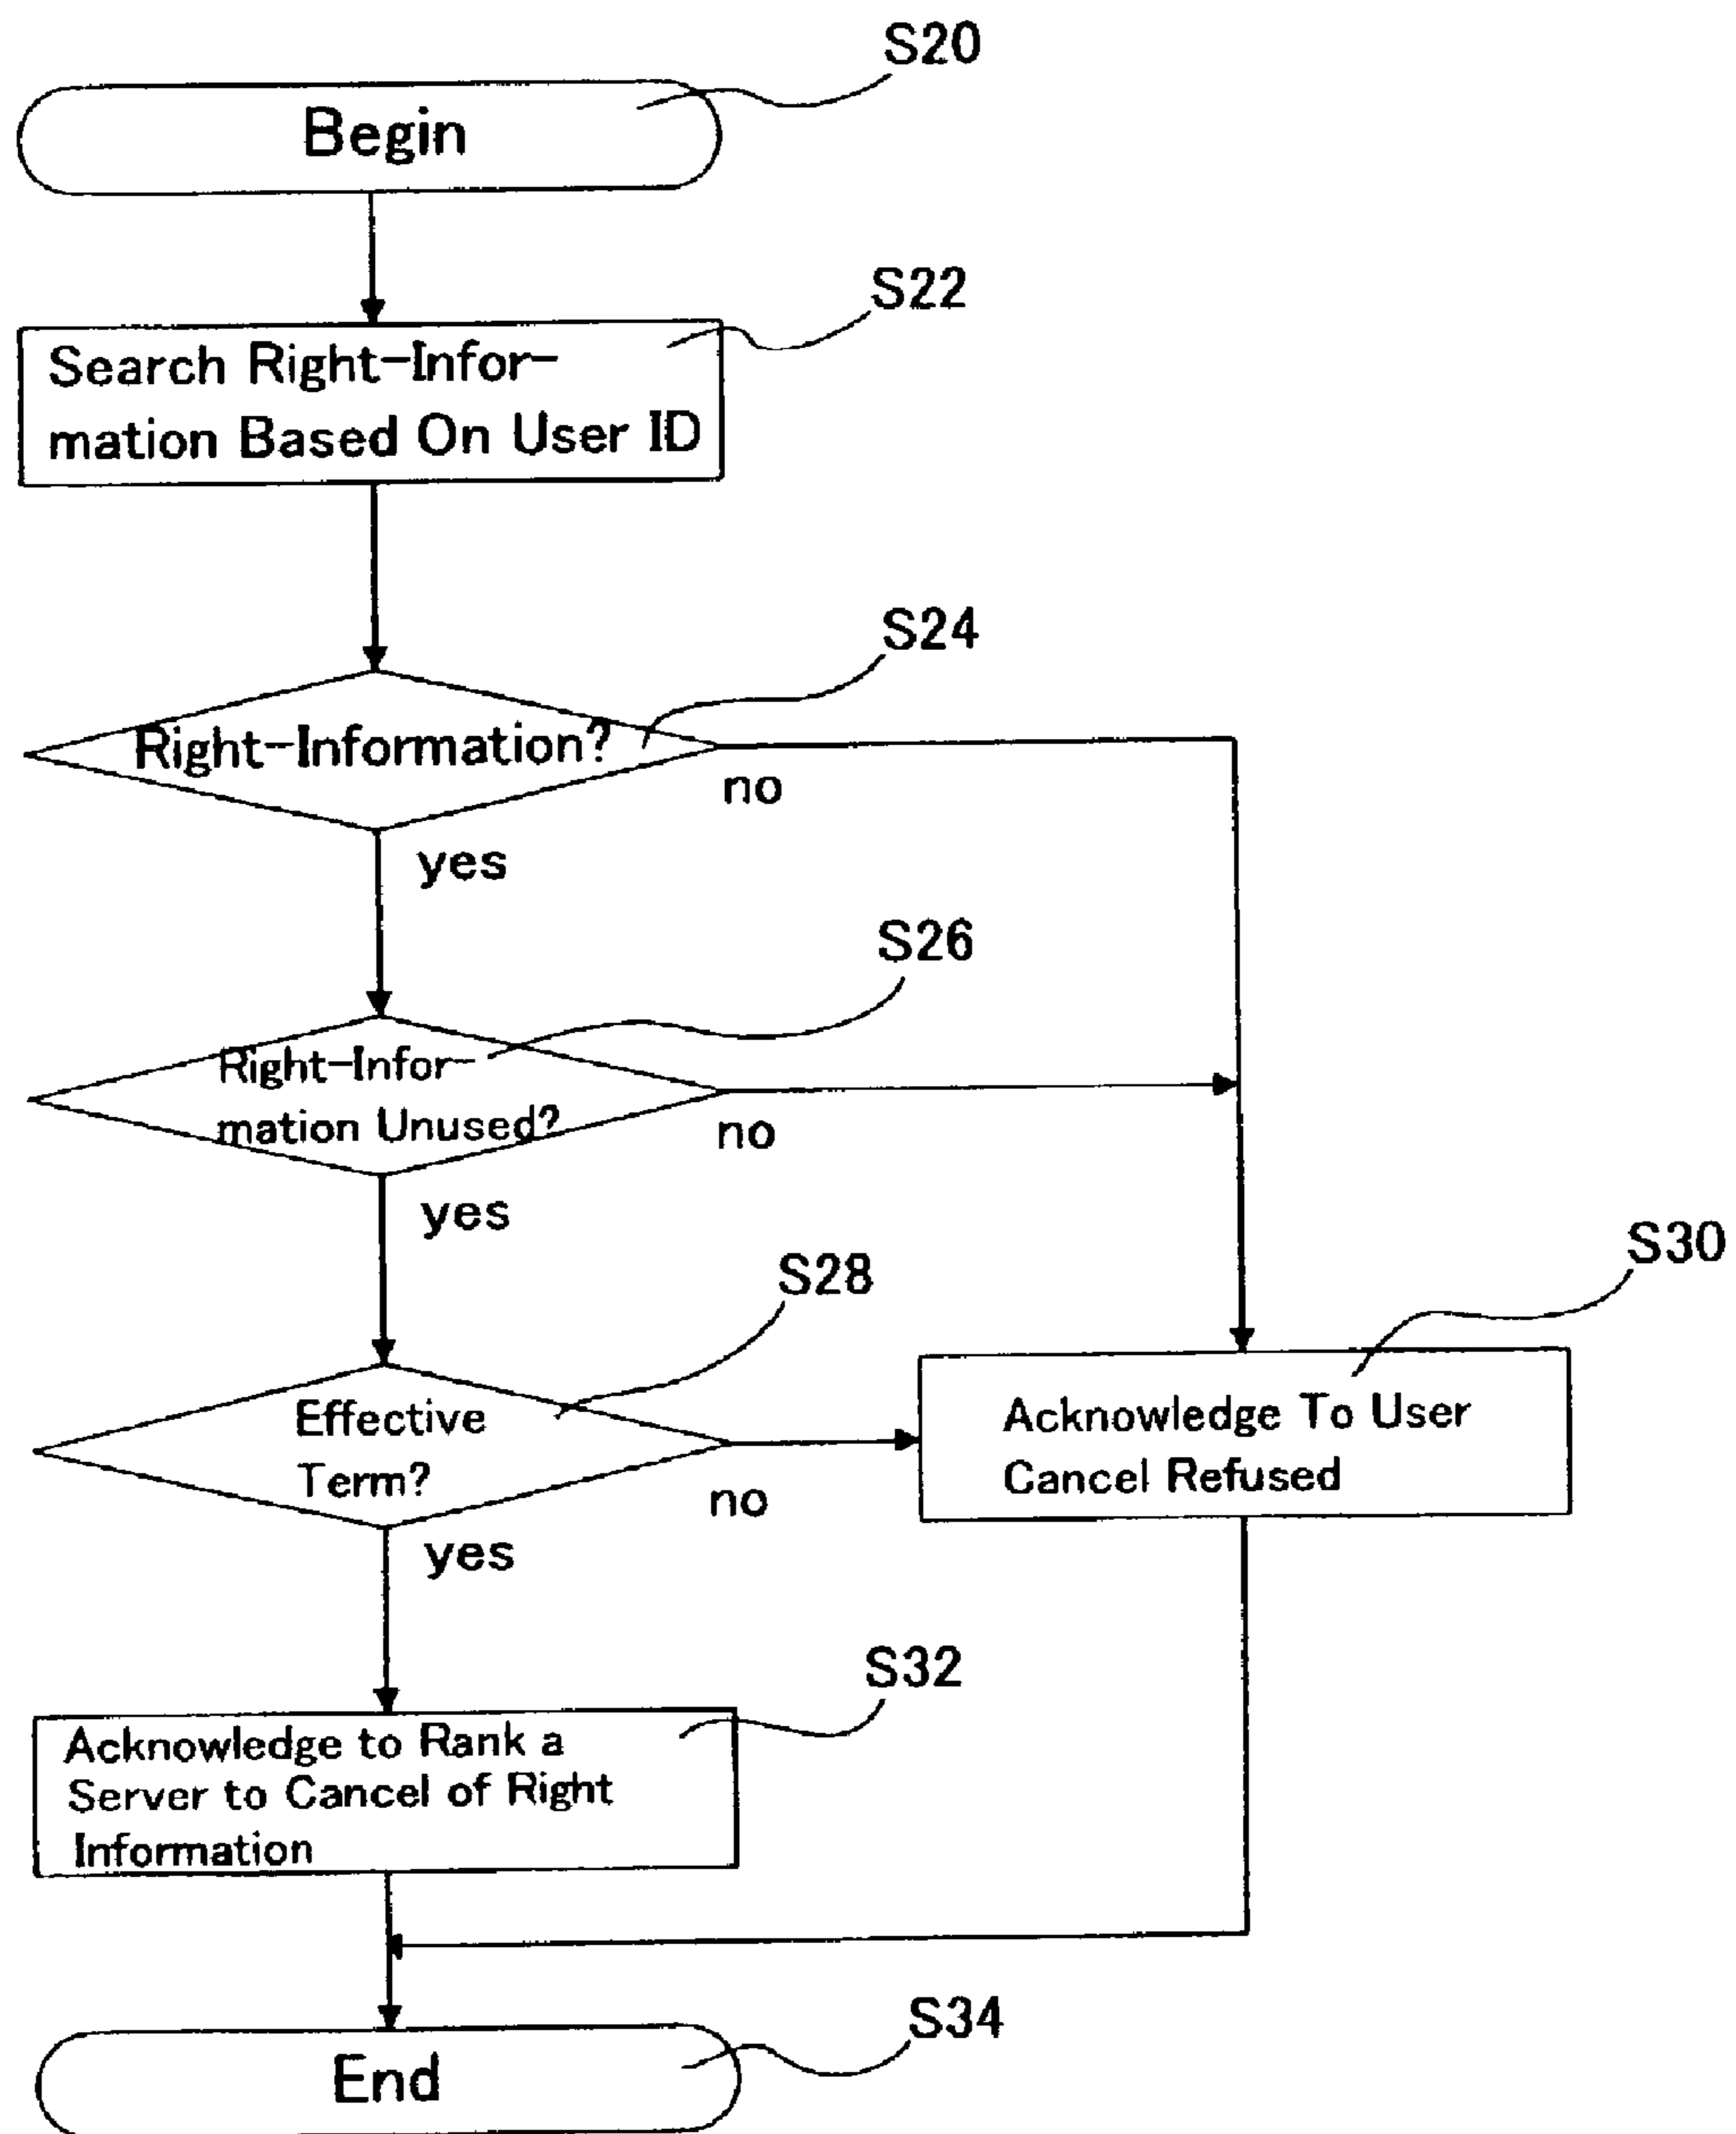 S20
Begin
S22
Search Right-Infor-
mation Based On User ID
S24
Right-Information?
no
yes
S26
Right-Infor-
mation Unused?
no
yes
S28
S30
Effective
Term?
no
yes
Acknowledge To User
Cancel Refused
S32
Acknowledge to Rank a
Server to Cancel of Right
Information
S34
End